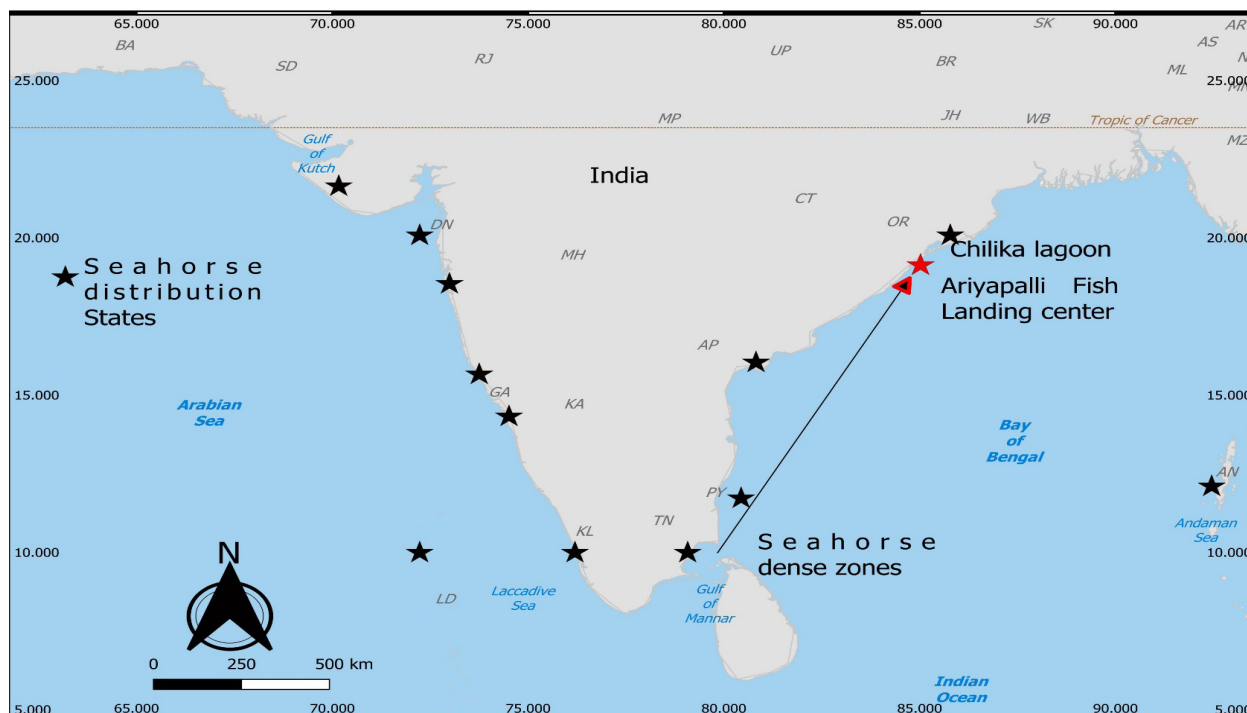 65.000 70.000 75.000 80.000 85.000 90.000
BA
SD
RJ
UP
BR
SK
AS
AR
ML
N
MN
25.000 25.000
MP
JH
WB
Tropic of Cancer
MZ
Gulf
of
Kutch
India
CT
OR
DN
MH
20.000 20.000
Chilika lagoon
Seahorse
distribution
States
Ariyapalli Fish
Landing center
AP
GA
KA
15.000 15.000
Arabian
Sea
Bay
of
Bengal
PY
TN
KL
AN
Andaman
Sea
10.000 10.000
Seahorse
dense zones
LD
Laccadive
Sea
Gulf
of
Mannar
N
0 250 500 km
Indian
Ocean
5.000 65.000 70.000 75.000 80.000 85.000 90.000 5.000